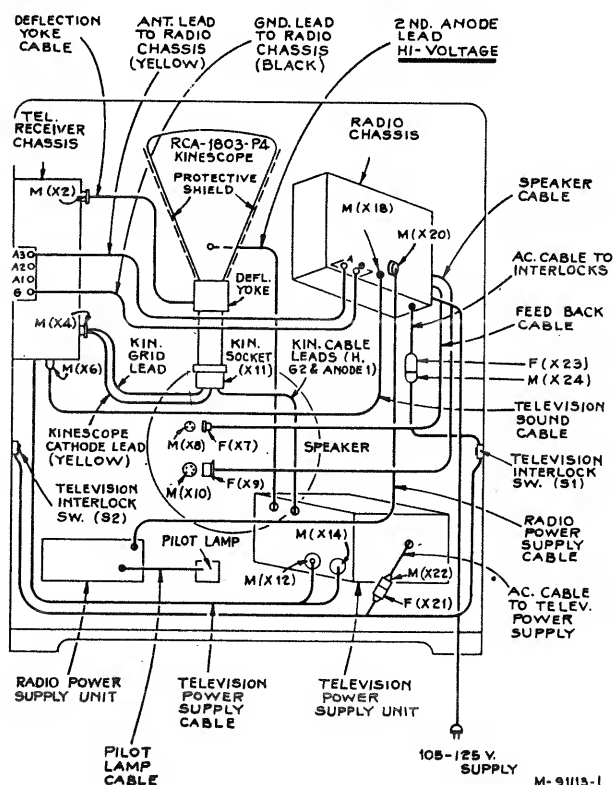 DEFLECTION
YOKE
CABLE
ANT. LEAD
TO RADIO
CHASSIS
(YELLOW)
GND. LEAD
TO RADIO
CHASSIS
(BLACK)
2ND. ANODE
LEAD
HI-VOLTAGE
TEL.
RECEIVER
CHASSIS
RCA-1803-P4
KINESCOPE
PROTECTIVE
SHIELD
RADIO
CHASSIS
M(X2)
M(X18)
M(X20)
SPEAKER
CABLE
A3
A2
A1
G
A
AC. CABLE TO
INTERLOCKS
DEFL.
YOKE
FEED BACK
CABLE
M(X4)
M(X6)
KIN.
GRID
LEAD
KIN.
SOCKET
(X11)
KIN. CABLE
LEADS (H,
G2 & ANODE 1)
F(X23)
M(X24)
KINESCOPE
CATHODE LEAD
(YELLOW)
M(X8)
F(X7)
SPEAKER
TELEVISION
SOUND
CABLE
M(X10)
F(X9)
TELEVISION
INTERLOCK
SW. (S1)
TELEVISION
INTERLOCK
SW. (S2)
PILOT LAMP
M(X12)
M(X14)
RADIO
POWER
SUPPLY
CABLE
M(X22)
F(X21)
AC. CABLE
TO TELEV.
POWER
SUPPLY
RADIO POWER
SUPPLY UNIT
TELEVISION
POWER
SUPPLY
CABLE
TELEVISION
POWER
SUPPLY UNIT
PILOT
LAMP
CABLE
105-125 V.
SUPPLY
M-91113-1